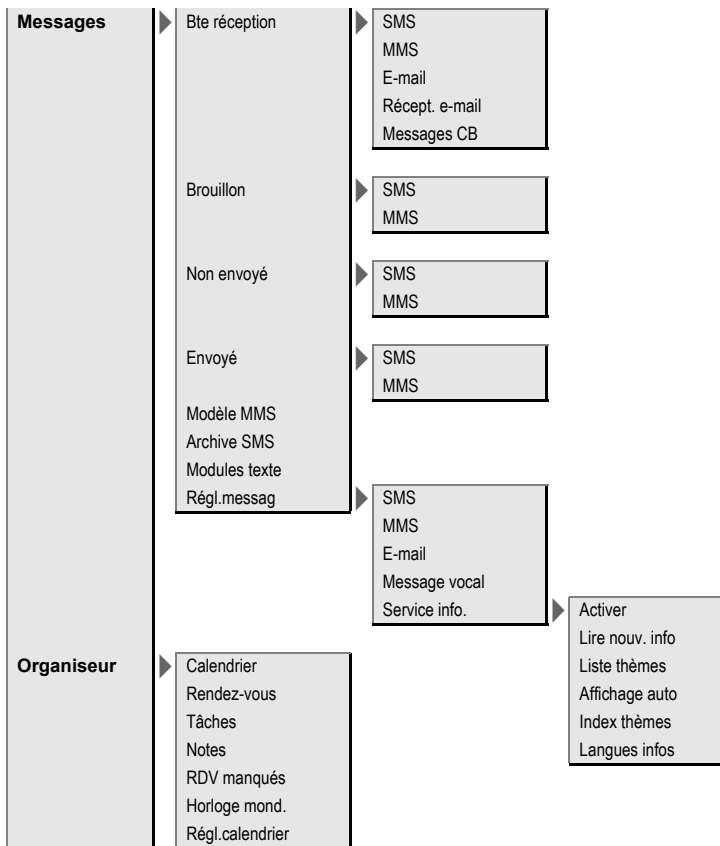 Messages
Bte réception
SMS
MMS
E-mail
Récept. e-mail
Messages CB
Brouillon
SMS
MMS
Non envoyé
SMS
MMS
Envoyé
SMS
MMS
Modèle MMS
Archive SMS
Modules texte
Régl.messag
SMS
MMS
E-mail
Message vocal
Service info.
Activer
Lire nouv. info
Liste thèmes
Affichage auto
Index thèmes
Langues infos
Organiseur
Calendrier
Rendez-vous
Tâches
Notes
RDV manqués
Horloge mond.
Régl.calendrier